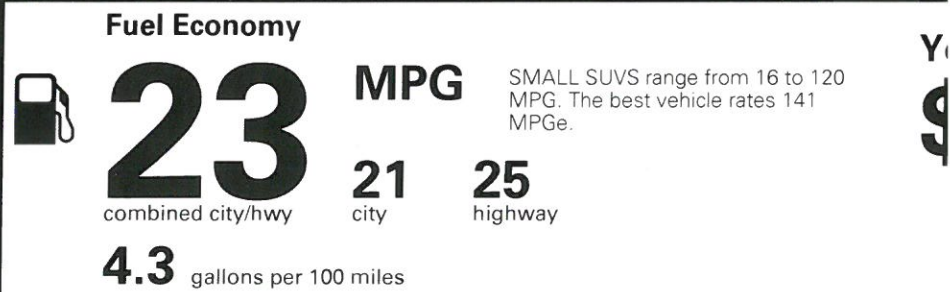 Fuel Economy
23
combined city/hwy
MPG
SMALL SUVS range from 16 to 120
MPG. The best vehicle rates 141
MPGe.
21
city
25
highway
4.3 gallons per 100 miles
$